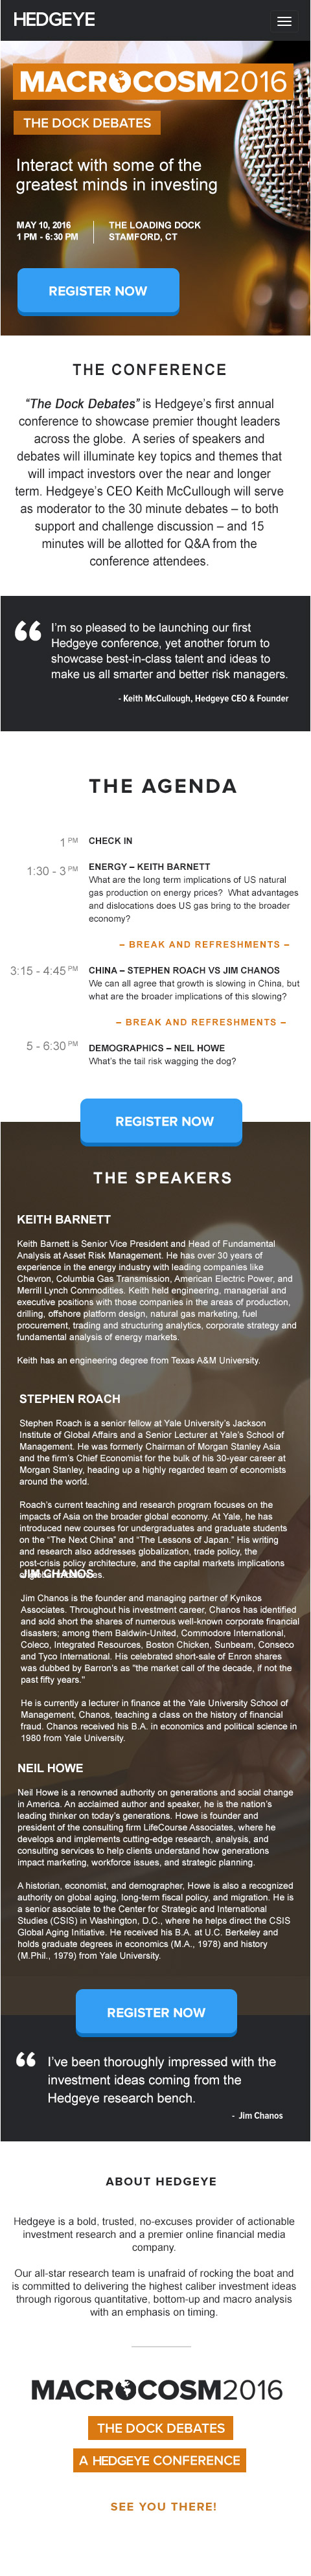 HEDGEYE
MACROCOSM2016
THE DOCK DEBATES
Interact with some of the
greatest minds in investing
MAY 10, 2016
1 PM - 6:30 PM
THE LOADING DOCK
STAMFORD, CT
REGISTER NOW
THE CONFERENCE
“The Dock Debates” is Hedgeye’s first annual
conference to showcase premier thought leaders
across the globe. A series of speakers and
debates will illuminate key topics and themes that
will impact investors over the near and longer
term. Hedgeye’s CEO Keith McCullough will serve
as moderator to the 30 minute debates – to both
support and challenge discussion – and 15
minutes will be allotted for Q&A from the
conference attendees.
“ I’m so pleased to be launching our first
Hedgeye conference, yet another forum to
showcase best-in-class talent and ideas to
make us all smarter and better risk managers.
- Keith McCullough, Hedgeye CEO & Founder
THE AGENDA
1 PM CHECK IN
1:30 - 3 PM ENERGY – KEITH BARNETT
What are the long term implications of US natural
gas production on energy prices? What advantages
and dislocations does US gas bring to the broader
economy?
– BREAK AND REFRESHMENTS –
3:15 - 4:45 PM CHINA – STEPHEN ROACH VS JIM CHANOS
We can all agree that growth is slowing in China, but
what are the broader implications of this slowing?
– BREAK AND REFRESHMENTS –
5 - 6:30 PM DEMOGRAPHICS – NEIL HOWE
What’s the tail risk wagging the dog?
REGISTER NOW
THE SPEAKERS
KEITH BARNETT
Keith Barnett is Senior Vice President and Head of Fundamental
Analysis at Asset Risk Management. He has over 30 years of
experience in the energy industry with leading companies like
Chevron, Columbia Gas Transmission, American Electric Power, and
Merrill Lynch Commodities. Keith held engineering, managerial and
executive positions with those companies in the areas of production,
drilling, offshore platform design, natural gas marketing, fuel
procurement, trading and structuring analytics, corporate strategy and
fundamental analysis of energy markets.
Keith has an engineering degree from Texas A&M University.
STEPHEN ROACH
Stephen Roach is a senior fellow at Yale University’s Jackson
Institute of Global Affairs and a Senior Lecturer at Yale’s School of
Management. He was formerly Chairman of Morgan Stanley Asia
and the firm’s Chief Economist for the bulk of his 30-year career at
Morgan Stanley, heading up a highly regarded team of economists
around the world.
Roach’s current teaching and research program focuses on the
impacts of Asia on the broader global economy. At Yale, he has
introduced new courses for undergraduates and graduate students
on the “The Next China” and “The Lessons of Japan.” His writing
and research also addresses globalization, trade policy, the
post-crisis policy architecture, and the capital markets implications
JIM CHANOS
Jim Chanos is the founder and managing partner of Kynikos
Associates. Throughout his investment career, Chanos has identified
and sold short the shares of numerous well-known corporate financial
disasters; among them Baldwin-United, Commodore International,
Coleco, Integrated Resources, Boston Chicken, Sunbeam, Conseco
and Tyco International. His celebrated short-sale of Enron shares
was dubbed by Barron’s as "the market call of the decade, if not the
past fifty years."
He is currently a lecturer in finance at the Yale University School of
Management, Chanos, teaching a class on the history of financial
fraud. Chanos received his B.A. in economics and political science in
1980 from Yale University.
NEIL HOWE
Neil Howe is a renowned authority on generations and social change
in America. An acclaimed author and speaker, he is the nation’s
leading thinker on today’s generations. Howe is founder and
president of the consulting firm LifeCourse Associates, where he
develops and implements cutting-edge research, analysis, and
consulting services to help clients understand how generations
impact marketing, workforce issues, and strategic planning.
A historian, economist, and demographer, Howe is also a recognized
authority on global aging, long-term fiscal policy, and migration. He is
a senior associate to the Center for Strategic and International
Studies (CSIS) in Washington, D.C., where he helps direct the CSIS
Global Aging Initiative. He received his B.A. at U.C. Berkeley and
holds graduate degrees in economics (M.A., 1978) and history
(M.Phil., 1979) from Yale University.
REGISTER NOW
“ I’ve been thoroughly impressed with the
investment ideas coming from the
Hedgeye research bench.
- Jim Chanos
ABOUT HEDGEYE
Hedgeye is a bold, trusted, no-excuses provider of actionable
investment research and a premier online financial media
company.
Our all-star research team is unafraid of rocking the boat and
is committed to delivering the highest caliber investment ideas
through rigorous quantitative, bottom-up and macro analysis
with an emphasis on timing.
MACROCOSM2016
THE DOCK DEBATES
A HEDGEYE CONFERENCE
SEE YOU THERE!